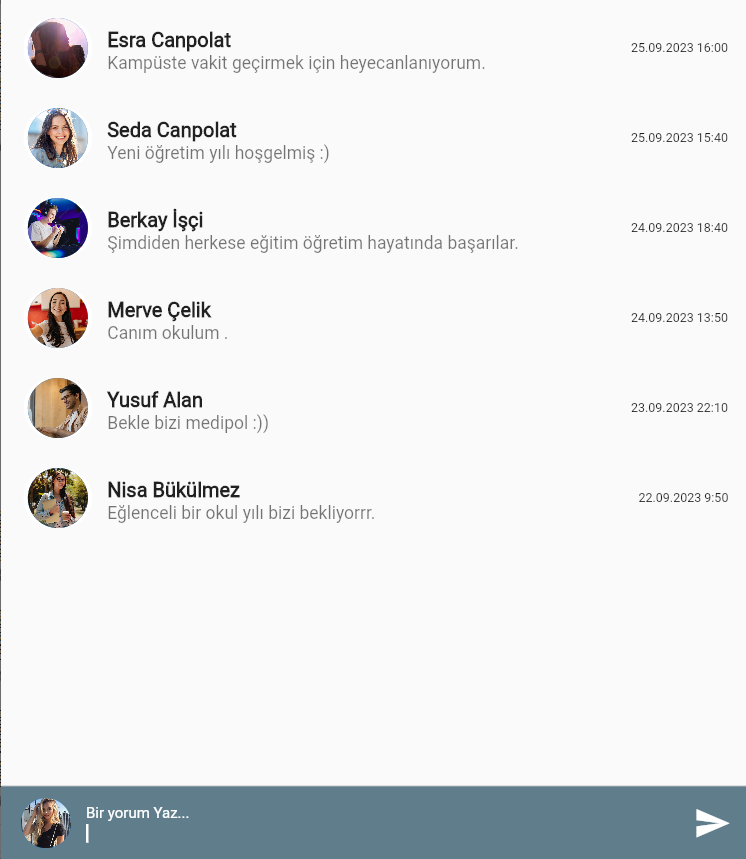 Esra Canpolat
25.09.2023 16:00
Kampüste vakit geçirmek için heyecanlanıyorum.
Seda Canpolat
25.09.2023 15:40
Yeni öğretim yılı hoşgelmiş :)
Berkay İşçi
24.09.2023 18:40
Şimdiden herkese eğitim öğretim hayatında başarılar.
Merve Çelik
24.09.2023 13:50
Canım okulum .
Yusuf Alan
23.09.2023 22:10
Bekle bizi medipol :))
Nisa Bükülmez
22.09.2023 9:50
Eğlenceli bir okul yılı bizi bekliyorrr.
Bir yorum Yaz...